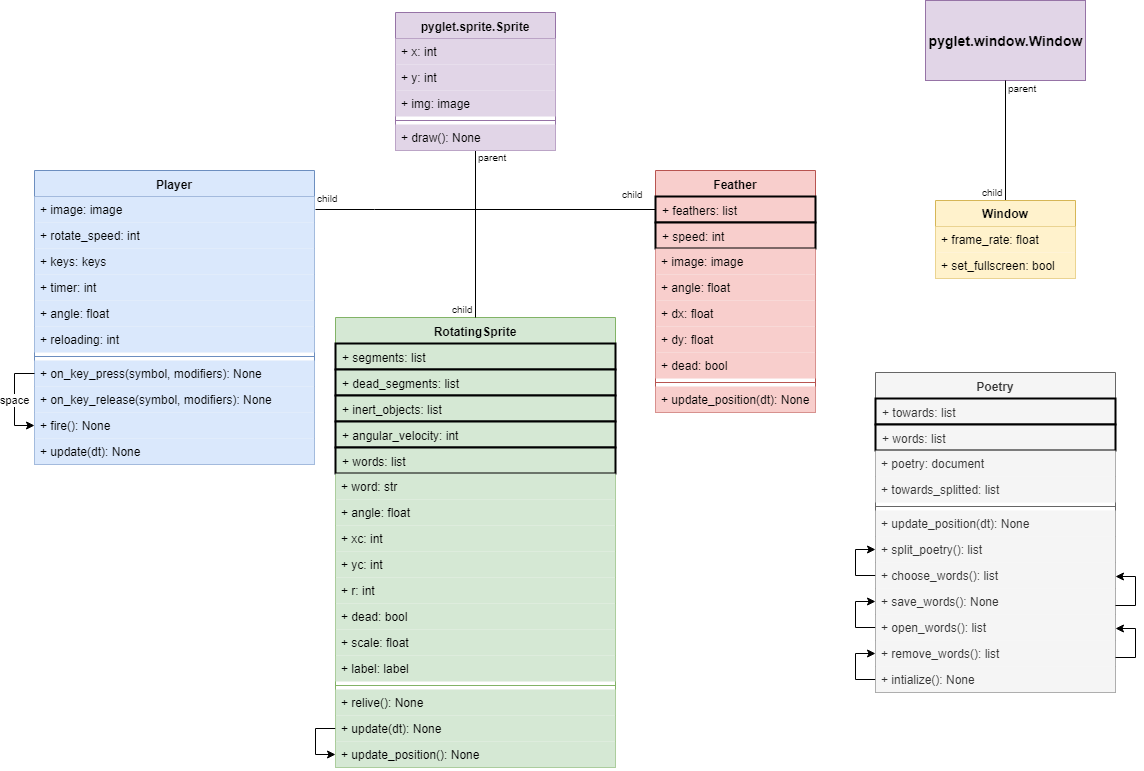 pyglet.sprite.Sprite
+ x: int
+ y: int
+ img: image
+ draw(): None
parent
pyglet.window.Window
parent
child
Window
+ frame_rate: float
+ set_fullscreen: bool
Player
+ image: image
+ rotate_speed: int
+ keys: keys
+ timer: int
+ angle: float
+ reloading: int
+ on_key_press(symbol, modifiers): None
+ on_key_release(symbol, modifiers): None
+ fire(): None
+ update(dt): None
space
child
child
Feather
+ feathers: list
+ speed: int
+ image: image
+ angle: float
+ dx: float
+ dy: float
+ dead: bool
+ update_position(dt): None
child
RotatingSprite
+ segments: list
+ dead_segments: list
+ inert_objects: list
+ angular_velocity: int
+ words: list
+ word: str
+ angle: float
+ xc: int
+ yc: int
+ r: int
+ dead: bool
+ scale: float
+ label: label
+ relive(): None
+ update(dt): None
+ update_position(): None
Poetry
+ towards: list
+ words: list
+ poetry: document
+ towards_splitted: list
+ update_position(dt): None
+ split_poetry(): list
+ choose_words(): list
+ save_words(): None
+ open_words(): list
+ remove_words(): list
+ intialize(): None